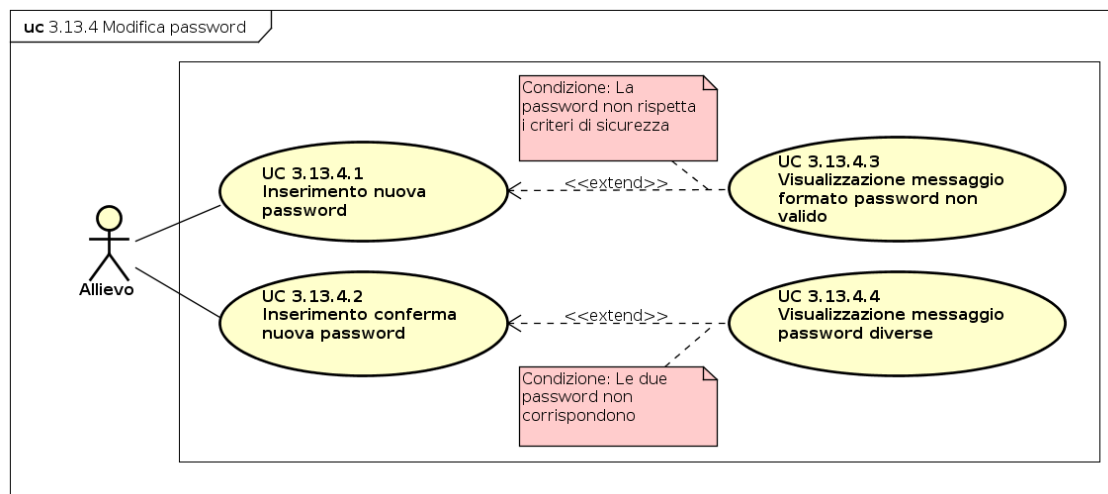 uc 3.13.4 Modifica password
Condizione: La
password non rispetta
i criteri di sicurezza
UC 3.13.4.1
Inserimento nuova
password
<<extend>>
UC 3.13.4.3
Visualizzazione messaggio
formato password non
valido
Allievo
UC 3.13.4.2
Inserimento conferma
nuova password
<<extend>>
UC 3.13.4.4
Visualizzazione messaggio
password diverse
Condizione: Le due
password non
corrispondono